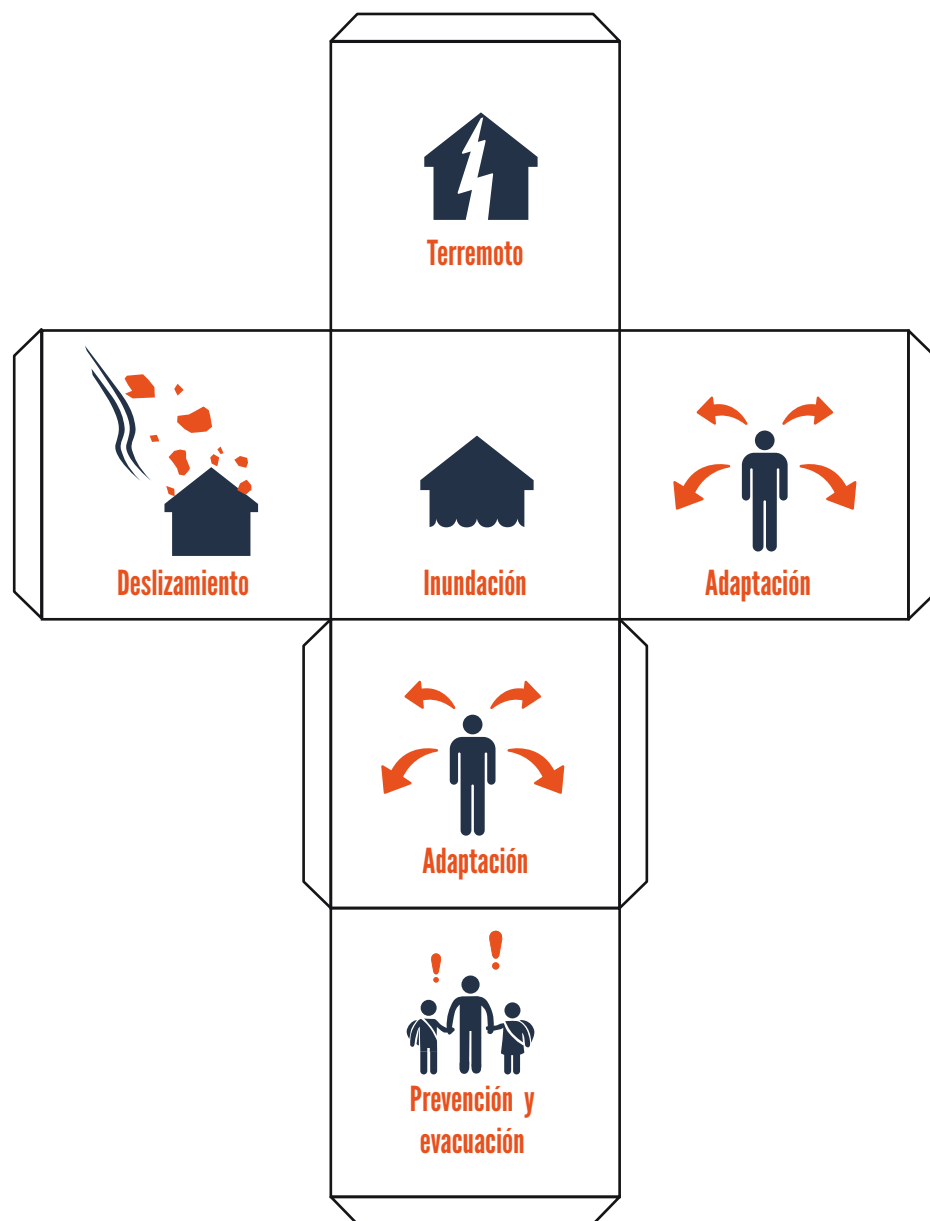 Terremoto
Deslizamiento
Inundación
Adaptación
Adaptación
Prevención y
evacuación